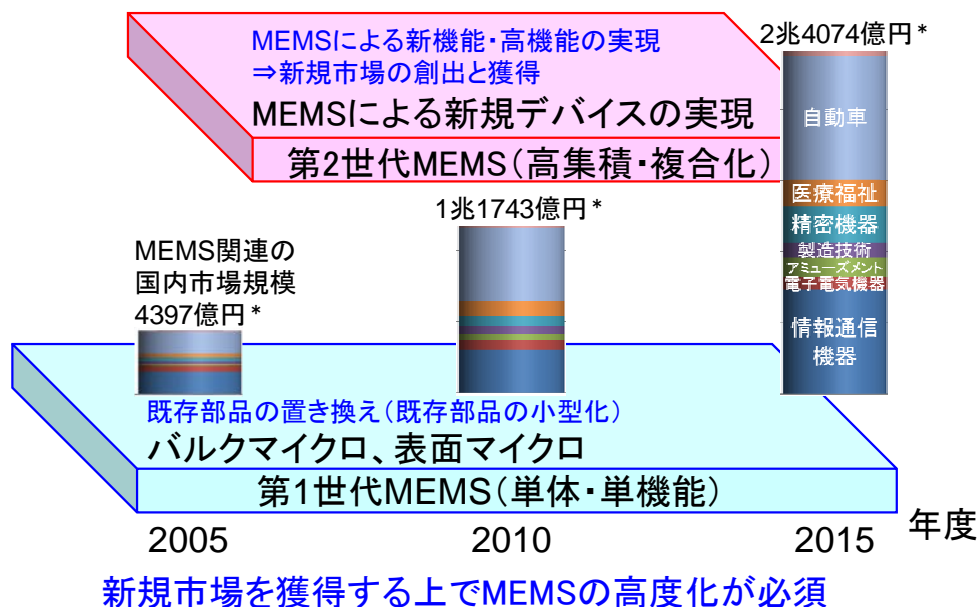 MEMSによる新機能・高機能の実現
⇒新規市場の創出と獲得
MEMSによる新規デバイスの実現
第2世代MEMS(高集積・複合化)
2兆4074億円*
自動車
医療福祉
精密機器
製造技術
アミューズメント
電子電気機器
情報通信
機器
1兆1743億円*
MEMS関連の
国内市場規模
4397億円*
既存部品の置き換え(既存部品の小型化)
バルクマイクロ、表面マイクロ
第1世代MEMS(単体・単機能)
2005
2010
2015
年度
新規市場を獲得する上でMEMSの高度化が必須